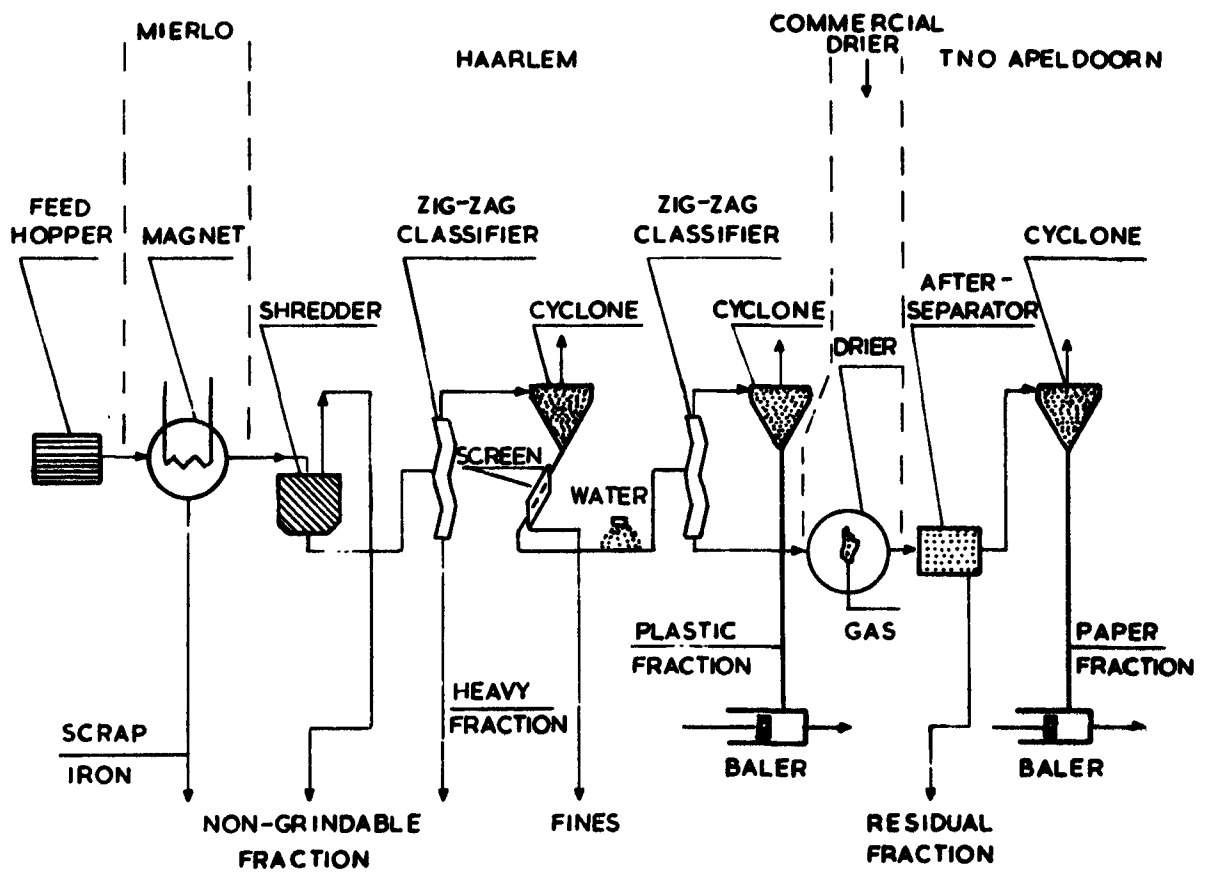 MIERLO
HAARLEM
COMMERCIAL
DRIER
TNO APELDOORN
FEED
HOPPER
MAGNET
SHREDDER
ZIG-ZAG
CLASSIFIER
CYCLONE
SCREEN
WATER
ZIG-ZAG
CLASSIFIER
CYCLONE
DRIER
AFTER-
SEPARATOR
CYCLONE
GAS
PLASTIC
FRACTION
PAPER
FRACTION
HEAVY
FRACTION
SCRAP
IRON
BALER
BALER
NON-GRINDABLE
FRACTION
FINES
RESIDUAL
FRACTION